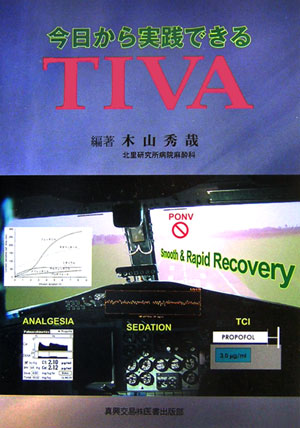 今日から実践できる
TIVA
編著 木山秀哉
北里研究所病院麻酔科
PONV
Smooth & Rapid Recovery
ANALGESIA
SEDATION
TCI
PROPOFOL
3.0 μg/ml
真興交易㈱医書出版部